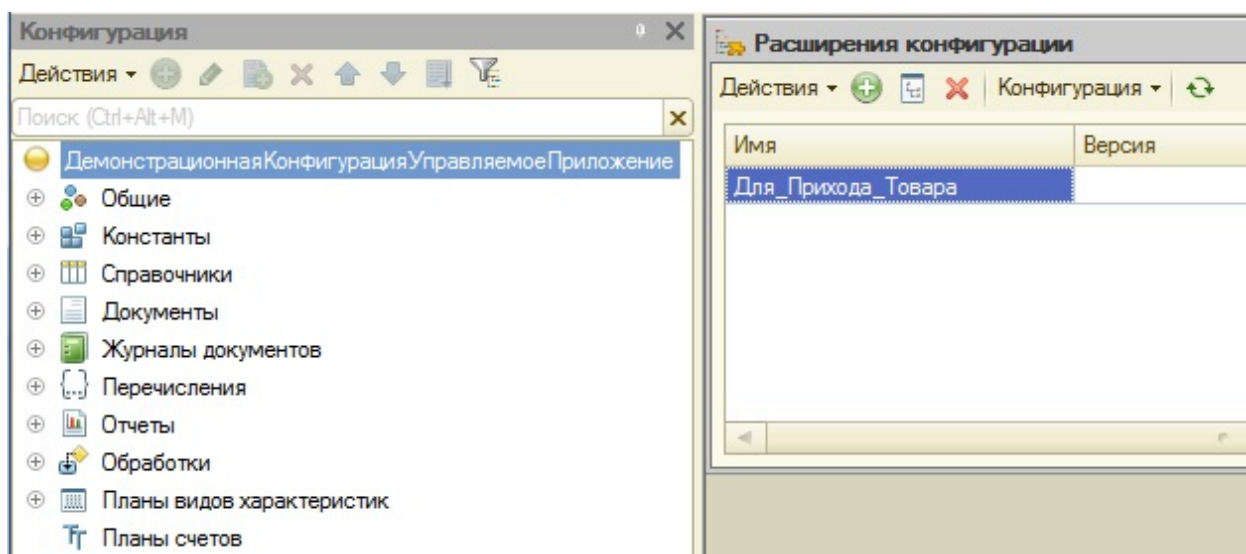 Конфигурация
Действия
Поиск (Ctrl+Alt+M)
ДемонстрационнаяКонфигурацияУправляемоеПриложение
Общие
Константы
Справочники
Документы
Журналы документов
Перечисления
Отчеты
Обработки
Планы видов характеристик
Планы счетов
Расширения конфигурации
Действия Конфигурация
Имя Версия
Для_Прихода_Товара